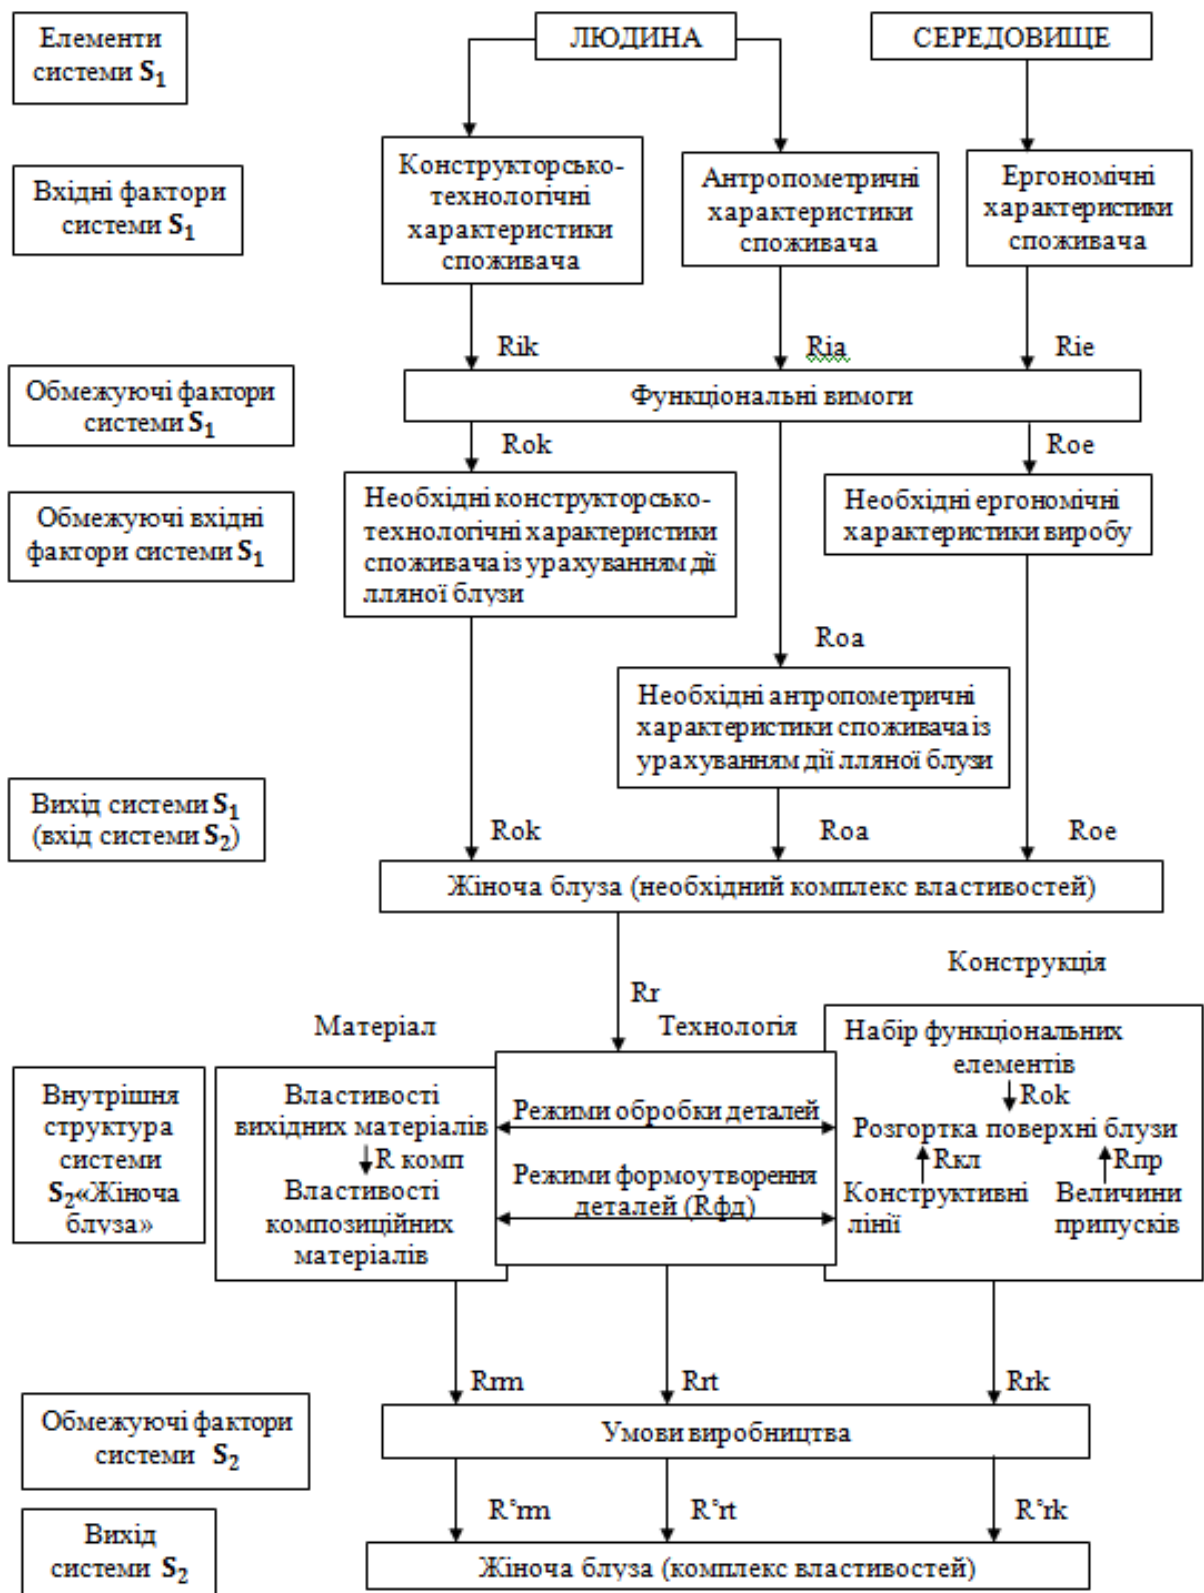 Елементи
системи S₁
ЛЮДИНА
СЕРЕДОВИЩЕ
Вхідні фактори
системи S₁
Конструкторсько-
технологічні
характеристики
споживача
Антропометричні
характеристики
споживача
Ергономічні
характеристики
споживача
Rik
Ria
Rie
Обмежуючі фактори
системи S₁
Функціональні вимоги
Rok
Roe
Обмежуючі вхідні
фактори системи S₁
Необхідні конструкторсько-
технологічні характеристики
споживача із урахуванням дії
лляної блузи
Необхідні ергономічні
характеристики виробу
Roa
Необхідні антропометричні
характеристики споживача із
урахуванням дії лляної блузи
Вихід системи S₁
(вхід системи S₂)
Rok
Roa
Roe
Жіноча блуза (необхідний комплекс властивостей)
Rr
Матеріал
Технологія
Конструкція
Внутрішня
структура
системи
S₂«Жіноча
блуза»
Властивості
вихідних матеріалів
R комп
Властивості
композиційних
матеріалів
Режими обробки деталей
Режими формоутворення
деталей (Rфд)
Набір функціональних
елементів
Rok
Розгортка поверхні блузи
Rкл
Rпр
Конструктивні
лінії
Величини
припусків
Rrm
Rrt
Rrk
Обмежуючі фактори
системи S₂
Умови виробництва
R°rm
R°rt
R°rk
Вихід
системи S₂
Жіноча блуза (комплекс властивостей)